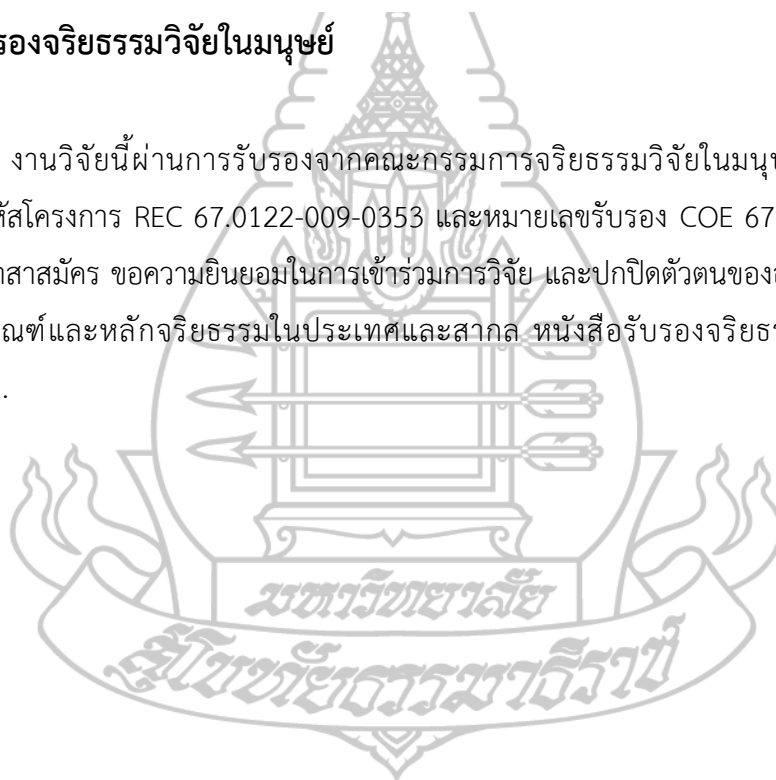 รองจริยธรรมวิจัยในมนุษย์
งานวิจัยนี้ผ่านการรับรองจากคณะกรรมการจริยธรรมวิจัยในมนุษ
หัสโครงการ REC 67.0122-009-0353 และหมายเลขรับรอง COE 67
าสาสมัคร ขอความยินยอมในการเข้าร่วมการวิจัย และปกปิดตัวตนของ
ณฑ์และหลักจริยธรรมในประเทศและสากล หนังสือรับรองจริยธร
.
มหาวิทยาลัย
สุโขทัยธรรมาธิราช